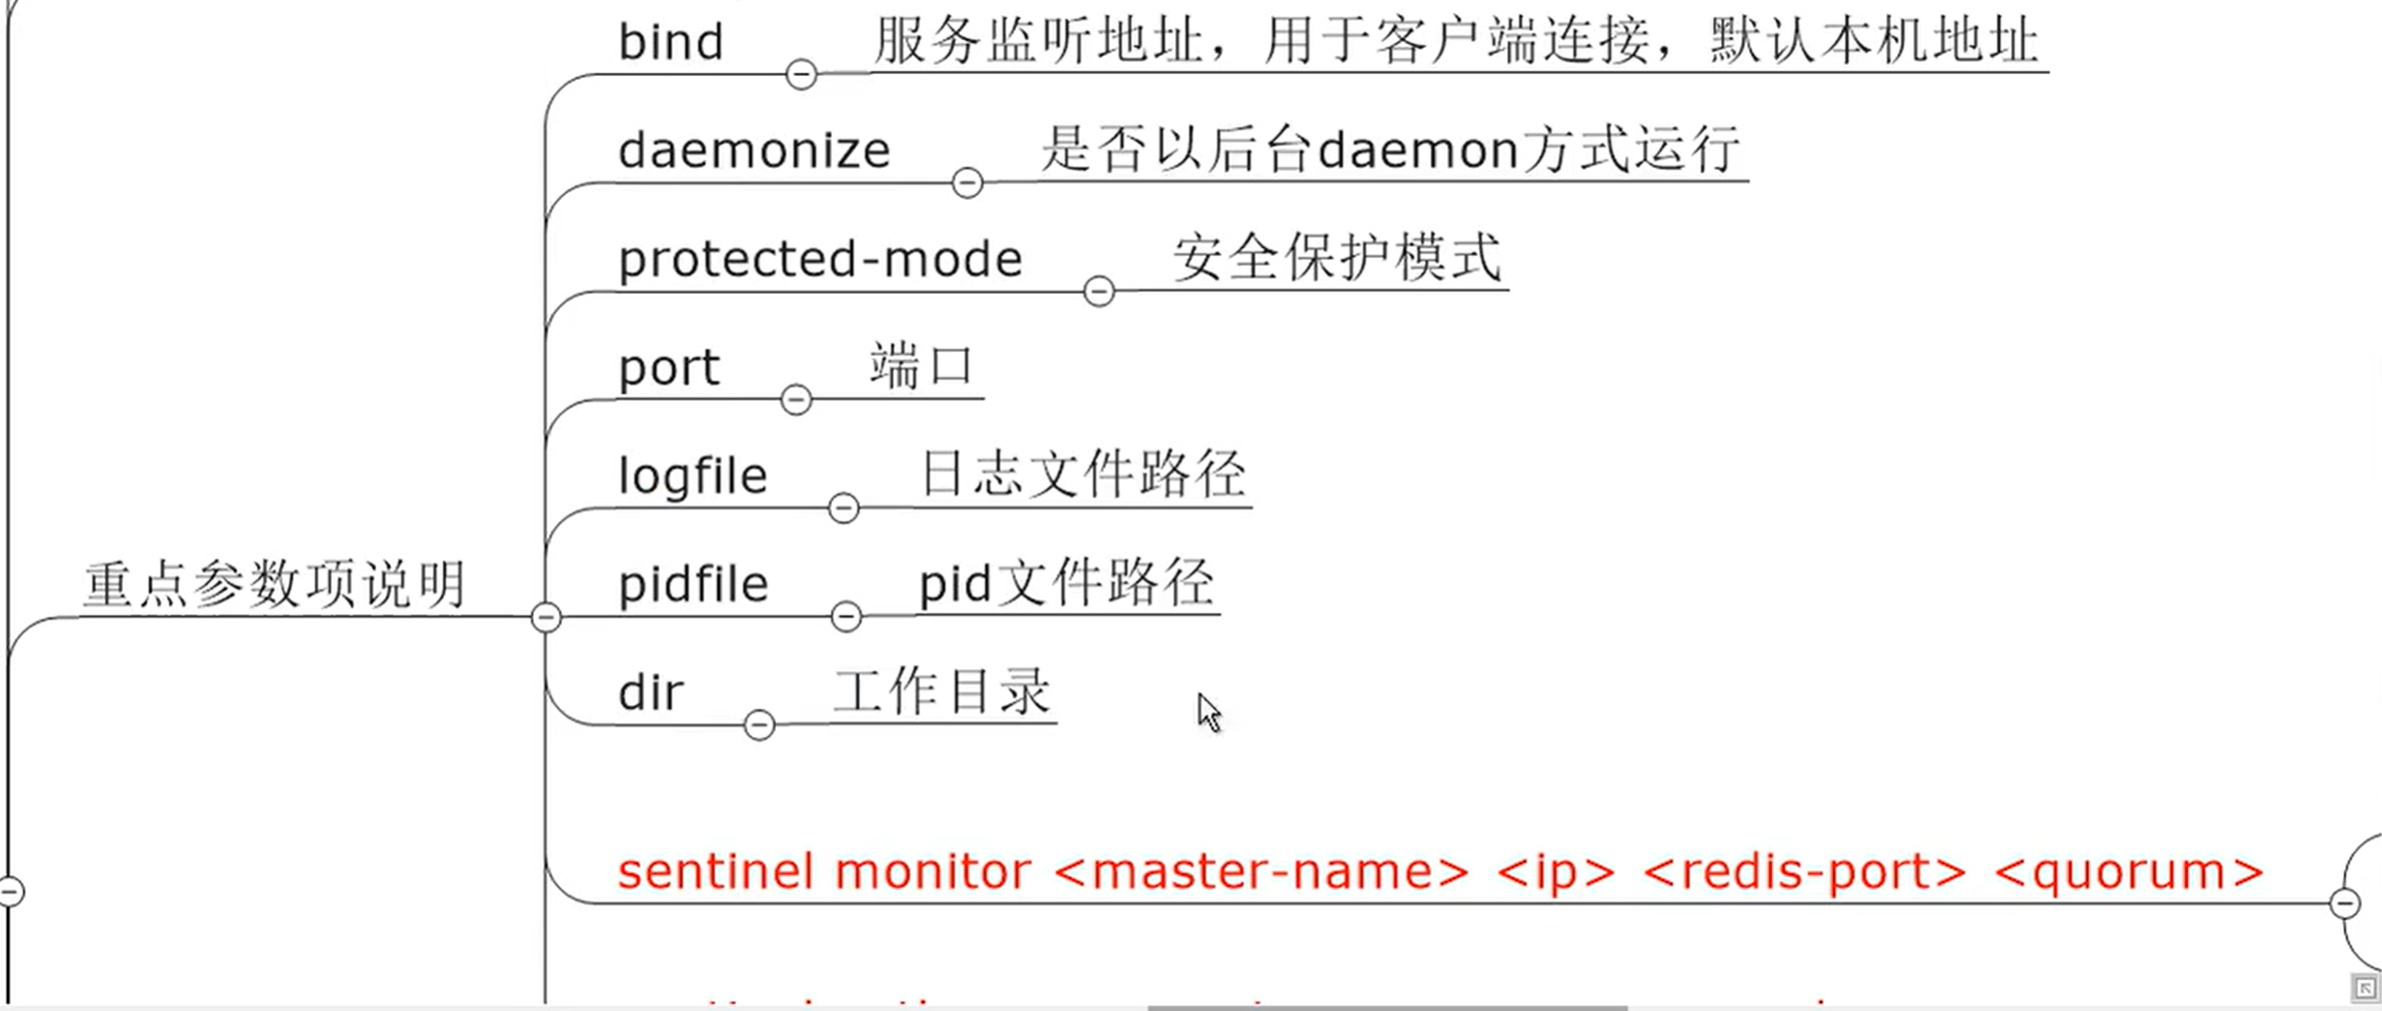 bind 服务监听地址，用于客户端连接，默认本机地址
daemonize 是否以后台daemon方式运行
protected-mode 安全保护模式
port 端口
logfile 日志文件路径
重点参数项说明
pidfile pid文件路径
dir 工作目录
sentinel monitor <master-name> <ip> <redis-port> <quorum>